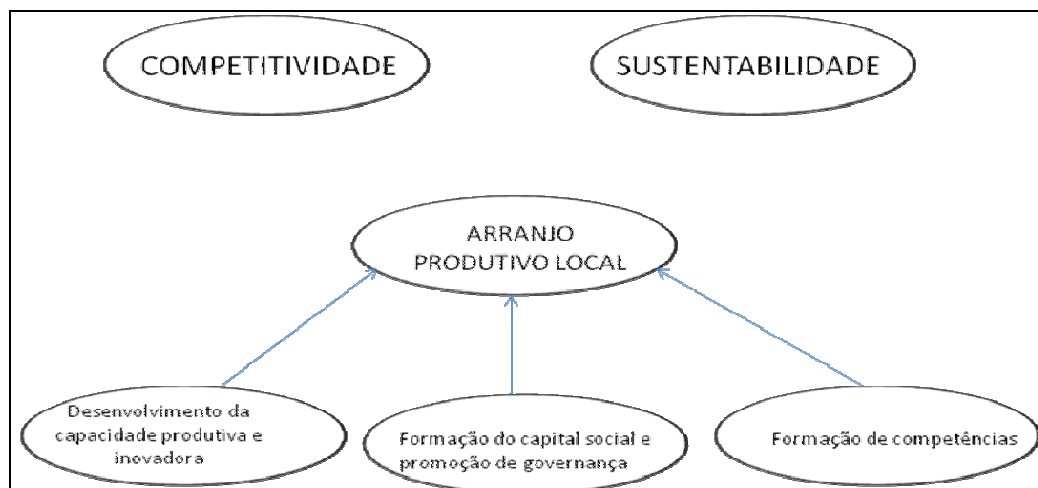 COMPETITIVIDADE
SUSTENTABILIDADE
ARRANJO
PRODUTIVO LOCAL
Desenvolvimento da
capacidade produtiva e
inovadora
Formação do capital social e
promoção de governança
Formação de competências